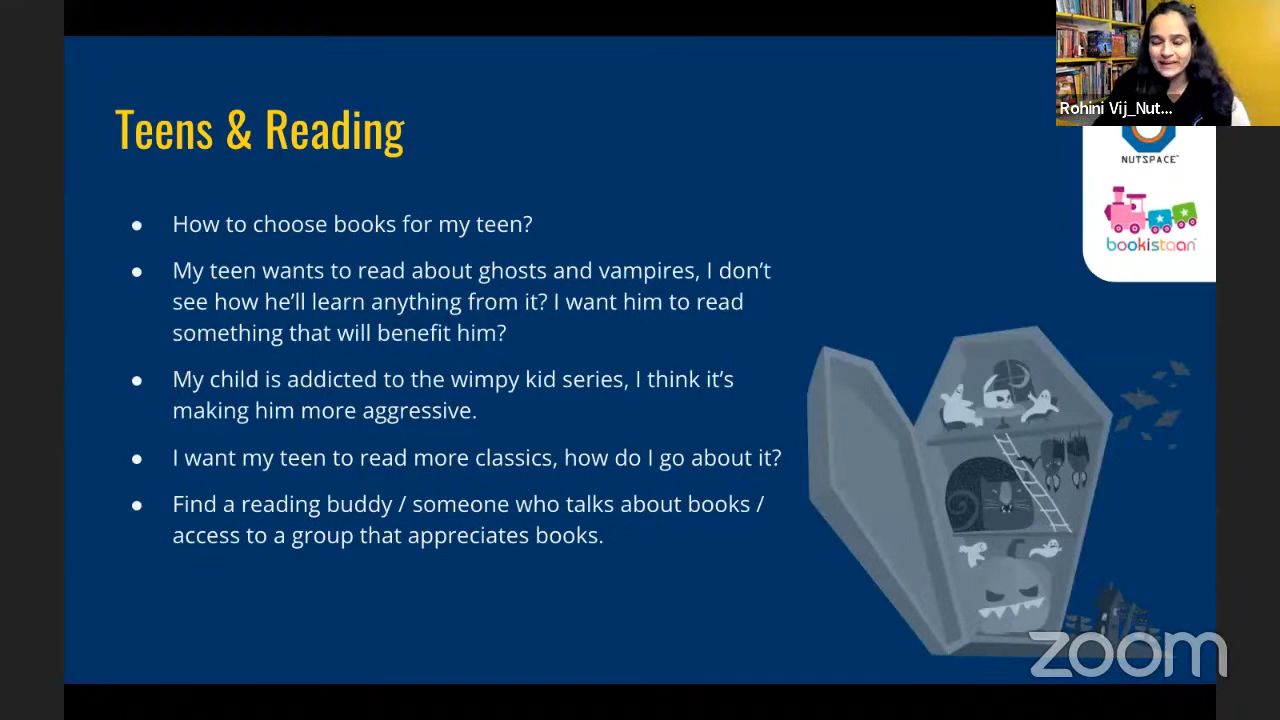 Rohini Vij_Nut...
NUTSPACE™
bookistaan™
Teens & Reading
● How to choose books for my teen?
● My teen wants to read about ghosts and vampires, I don't
see how he'll learn anything from it? I want him to read
something that will benefit him?
● My child is addicted to the wimpy kid series, I think it's
making him more aggressive.
● I want my teen to read more classics, how do I go about it?
● Find a reading buddy / someone who talks about books /
access to a group that appreciates books.
zoom